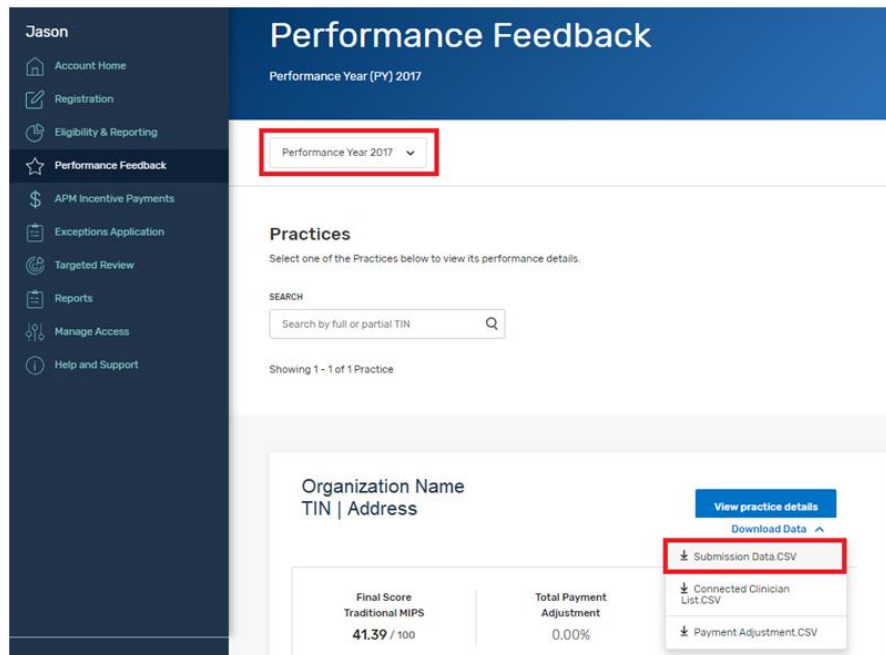 Jason
Account Home
Registration
Eligibility & Reporting
Performance Feedback
APM Incentive Payments
Exceptions Application
Targeted Review
Reports
Manage Access
Help and Support
Performance Feedback
Performance Year (PY) 2017
Performance Year 2017
Practices
Select one of the Practices below to view its performance details.
SEARCH
Search by full or partial TIN
Showing 1 - 1 of 1 Practice
Organization Name
TIN | Address
View practice details
Download Data
Submission Data.CSV
Connected Clinician
List.CSV
Payment Adjustment.CSV
Final Score
Traditional MIPS
41.39 / 100
Total Payment
Adjustment
0.00%